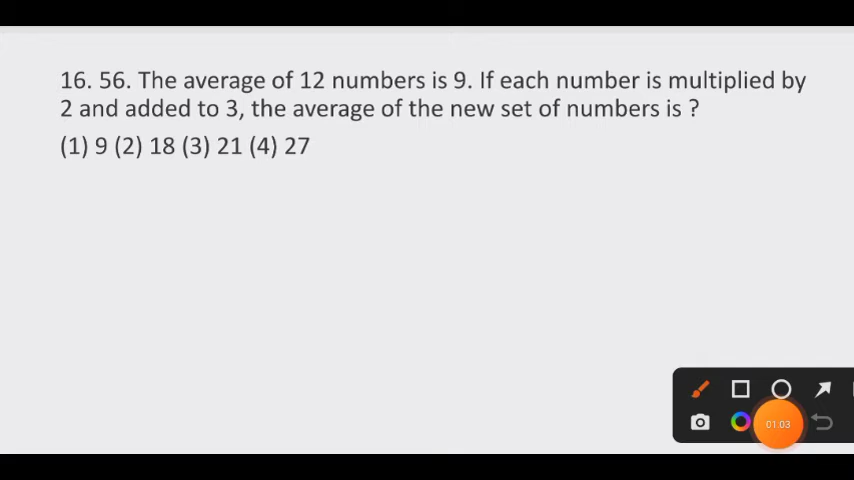 16. 56. The average of 12 numbers is 9. If each number is multiplied by
2 and added to 3, the average of the new set of numbers is ?
(1) 9 (2) 18 (3) 21 (4) 27
01:03